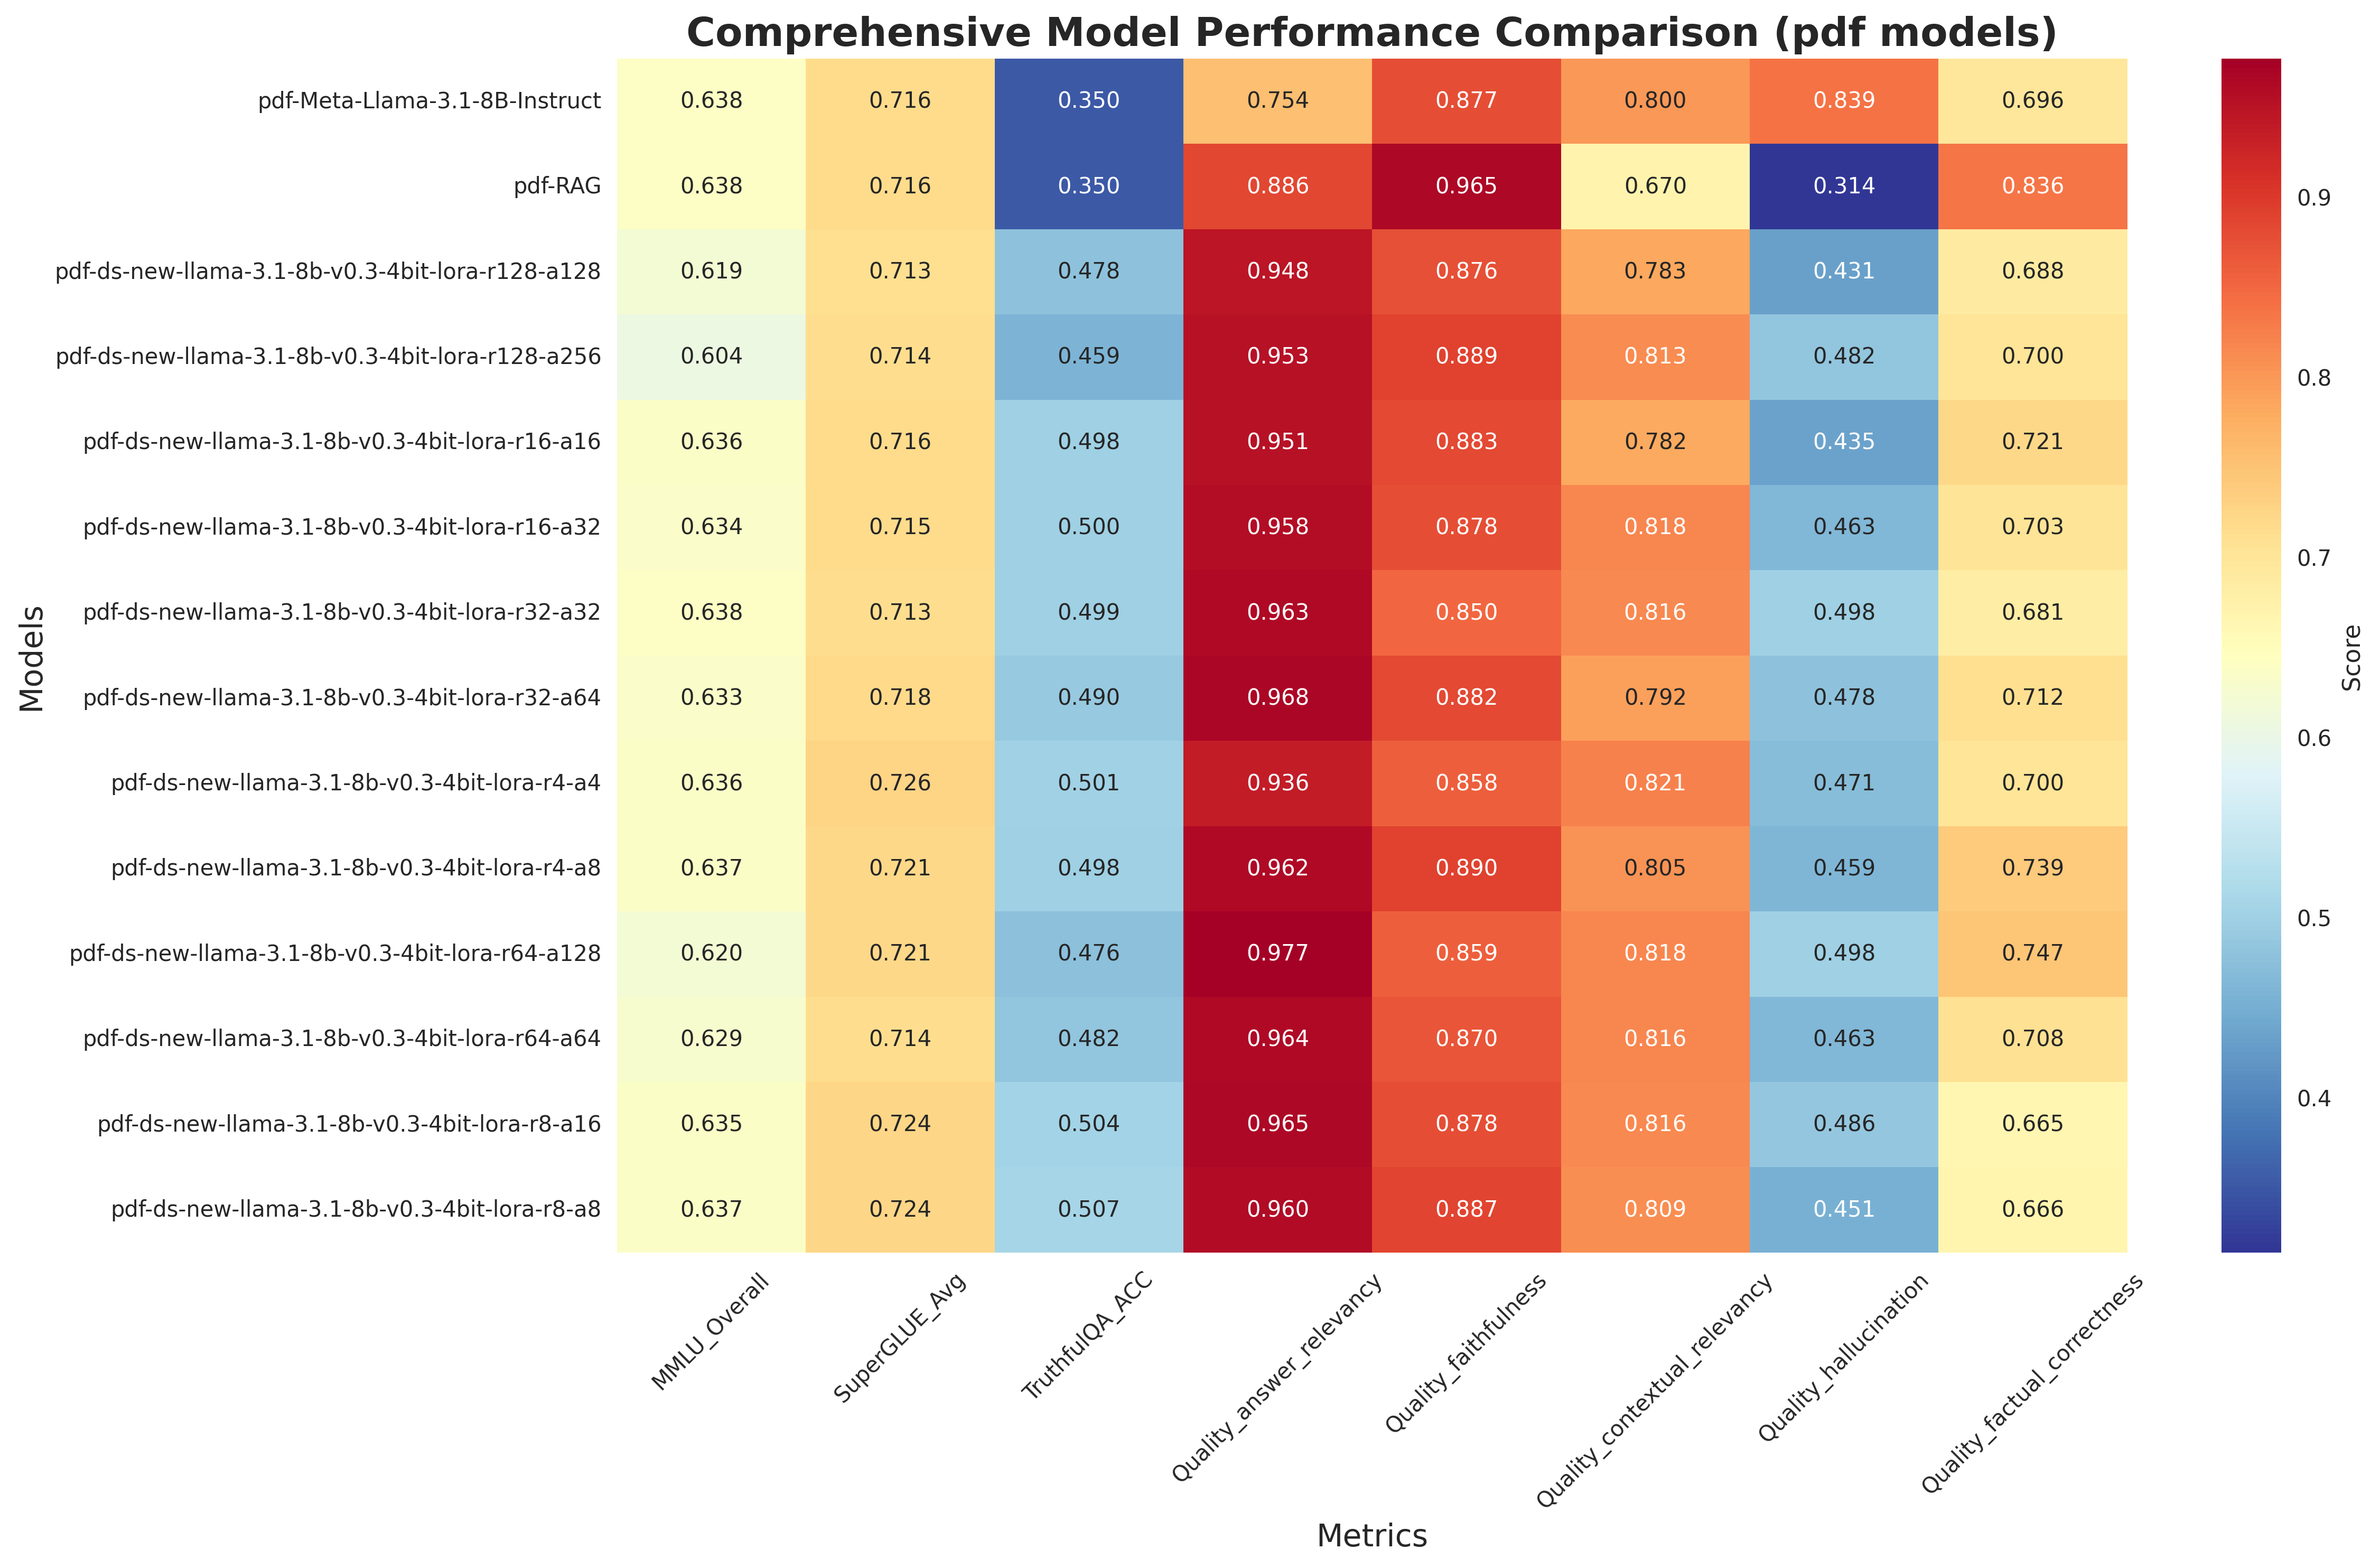 Comprehensive Model Performance Comparison (pdf models)
Models
pdf-Meta-Llama-3.1-8B-Instruct 0.638 0.716 0.350 0.754 0.877 0.800 0.839 0.696
pdf-RAG 0.638 0.716 0.350 0.886 0.965 0.670 0.314 0.836
pdf-ds-new-llama-3.1-8b-v0.3-4bit-lora-r128-a128 0.619 0.713 0.478 0.948 0.876 0.783 0.431 0.688
pdf-ds-new-llama-3.1-8b-v0.3-4bit-lora-r128-a256 0.604 0.714 0.459 0.953 0.889 0.813 0.482 0.700
pdf-ds-new-llama-3.1-8b-v0.3-4bit-lora-r16-a16 0.636 0.716 0.498 0.951 0.883 0.782 0.435 0.721
pdf-ds-new-llama-3.1-8b-v0.3-4bit-lora-r16-a32 0.634 0.715 0.500 0.958 0.878 0.818 0.463 0.703
pdf-ds-new-llama-3.1-8b-v0.3-4bit-lora-r32-a32 0.638 0.713 0.499 0.963 0.850 0.816 0.498 0.681
pdf-ds-new-llama-3.1-8b-v0.3-4bit-lora-r32-a64 0.633 0.718 0.490 0.968 0.882 0.792 0.478 0.712
pdf-ds-new-llama-3.1-8b-v0.3-4bit-lora-r4-a4 0.636 0.726 0.501 0.936 0.858 0.821 0.471 0.700
pdf-ds-new-llama-3.1-8b-v0.3-4bit-lora-r4-a8 0.637 0.721 0.498 0.962 0.890 0.805 0.459 0.739
pdf-ds-new-llama-3.1-8b-v0.3-4bit-lora-r64-a128 0.620 0.721 0.476 0.977 0.859 0.818 0.498 0.747
pdf-ds-new-llama-3.1-8b-v0.3-4bit-lora-r64-a64 0.629 0.714 0.482 0.964 0.870 0.816 0.463 0.708
pdf-ds-new-llama-3.1-8b-v0.3-4bit-lora-r8-a16 0.635 0.724 0.504 0.965 0.878 0.816 0.486 0.665
pdf-ds-new-llama-3.1-8b-v0.3-4bit-lora-r8-a8 0.637 0.724 0.507 0.960 0.887 0.809 0.451 0.666
MMLU_Overall
SuperGLUE_Avg
TruthfulQA_ACC
Quality_answer_relevancy
Quality_faithfulness
Quality_contextual_relevancy
Quality_hallucination
Quality_factual_correctness
Metrics
0.9
0.8
0.7
0.6
0.5
0.4
Score